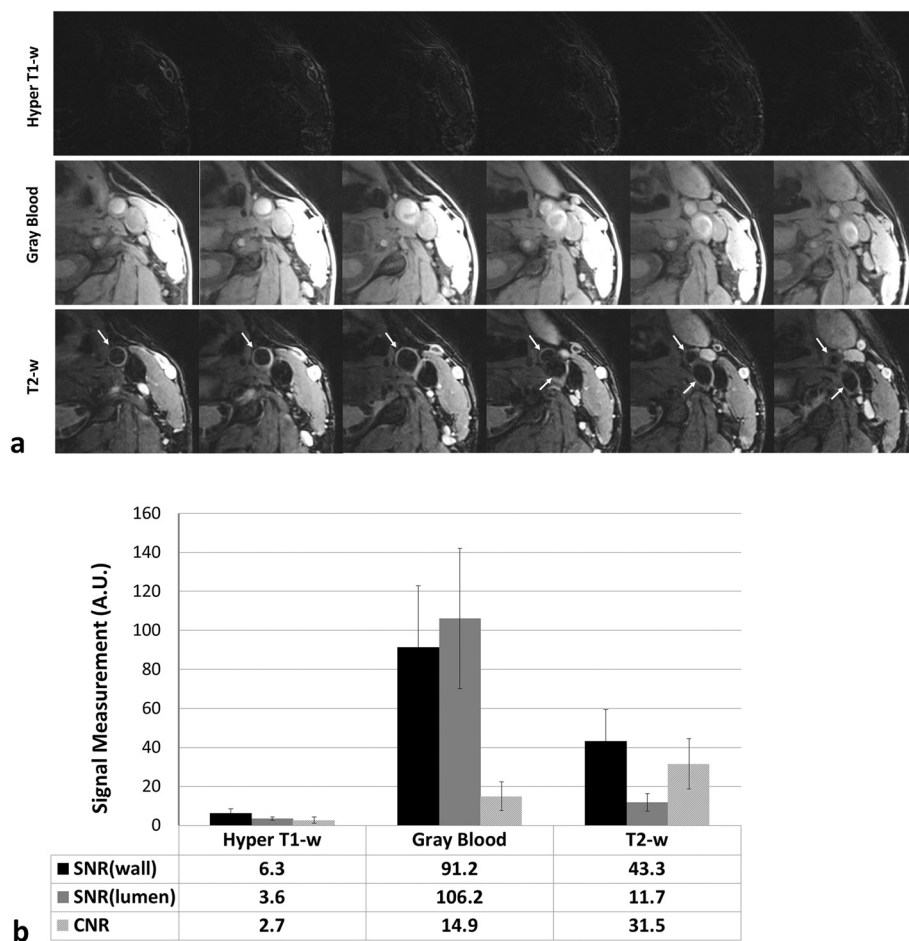 Hyper T1-w
Gray Blood
T2-w
a
160
140
120
100
80
60
40
20
0
Signal Measurement (A.U.)
Hyper T1-w Gray Blood T2-w
SNR(wall) 6.3 91.2 43.3
SNR(lumen) 3.6 106.2 11.7
CNR 2.7 14.9 31.5
b